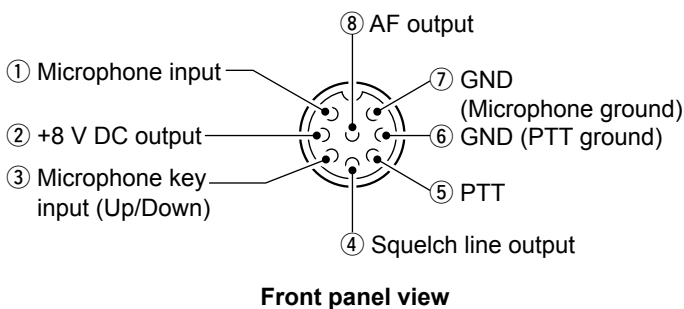 ⑧ AF output
① Microphone input
⑦ GND
(Microphone ground)
② +8 V DC output
⑥ GND (PTT ground)
③ Microphone key
input (Up/Down)
⑤ PTT
④ Squelch line output
Front panel view